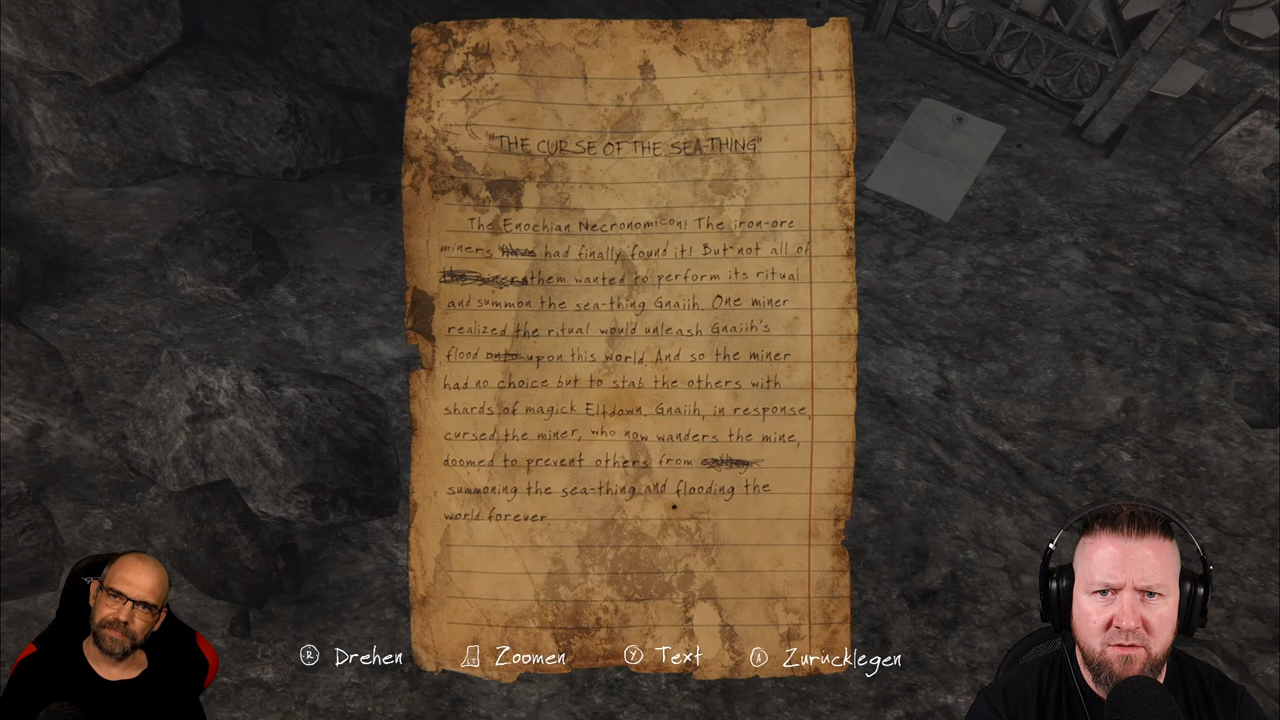 "THE CURSE OF THE SEA-THING"
The Enochian Necronomicon! The iron-ore
miners had finally found it! But not all of
them wanted to perform its ritual
and summon the sea-thing Gnaiih. One miner
realized the ritual would unleash Gnaiih's
flood onto upon this world. And so the miner
had no choice but to stab the others with
shards of magick Eltdown. Gnaiih, in response,
cursed the miner, who now wanders the mine,
doomed to prevent others from
summoning the sea-thing and flooding the
world forever.
R Drehen LT Zoomen Y Text A Zurücklegen